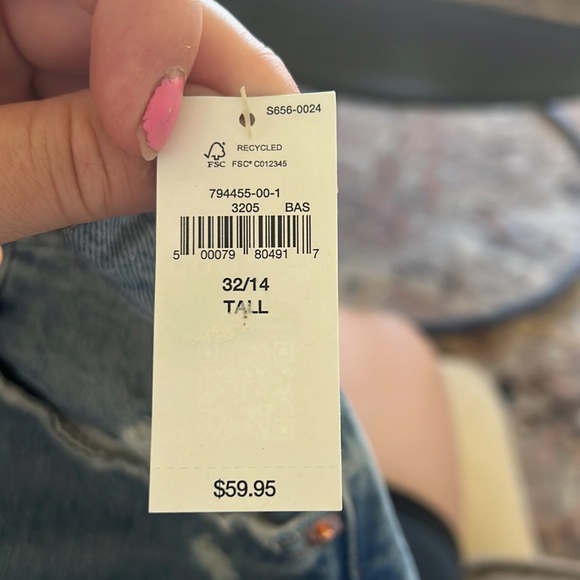 S656-0024
RECYCLED
FSC FSC® C012345
794455-00-1
3205 BAS
5 00079 80491 7
32/14
TALL
$59.95